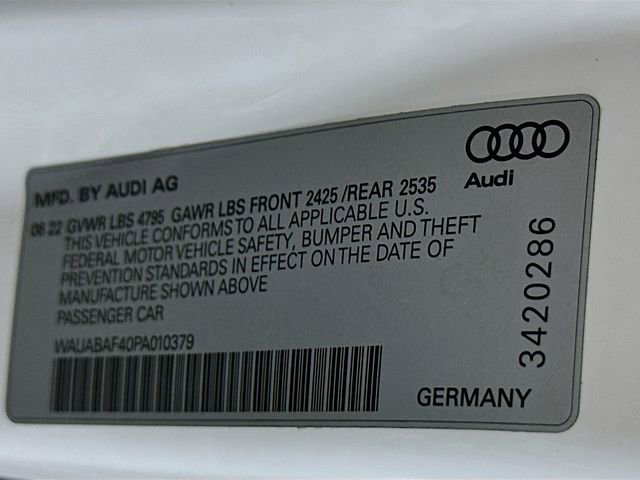 MFD. BY AUDI AG
08 22 GVWR LBS 4795 GAWR LBS FRONT 2425 /REAR 2535
THIS VEHICLE CONFORMS TO ALL APPLICABLE U.S.
FEDERAL MOTOR VEHICLE SAFETY, BUMPER AND THEFT
PREVENTION STANDARDS IN EFFECT ON THE DATE OF
MANUFACTURE SHOWN ABOVE
PASSENGER CAR
WAUABAF40PA010379
Audi
3420286
GERMANY